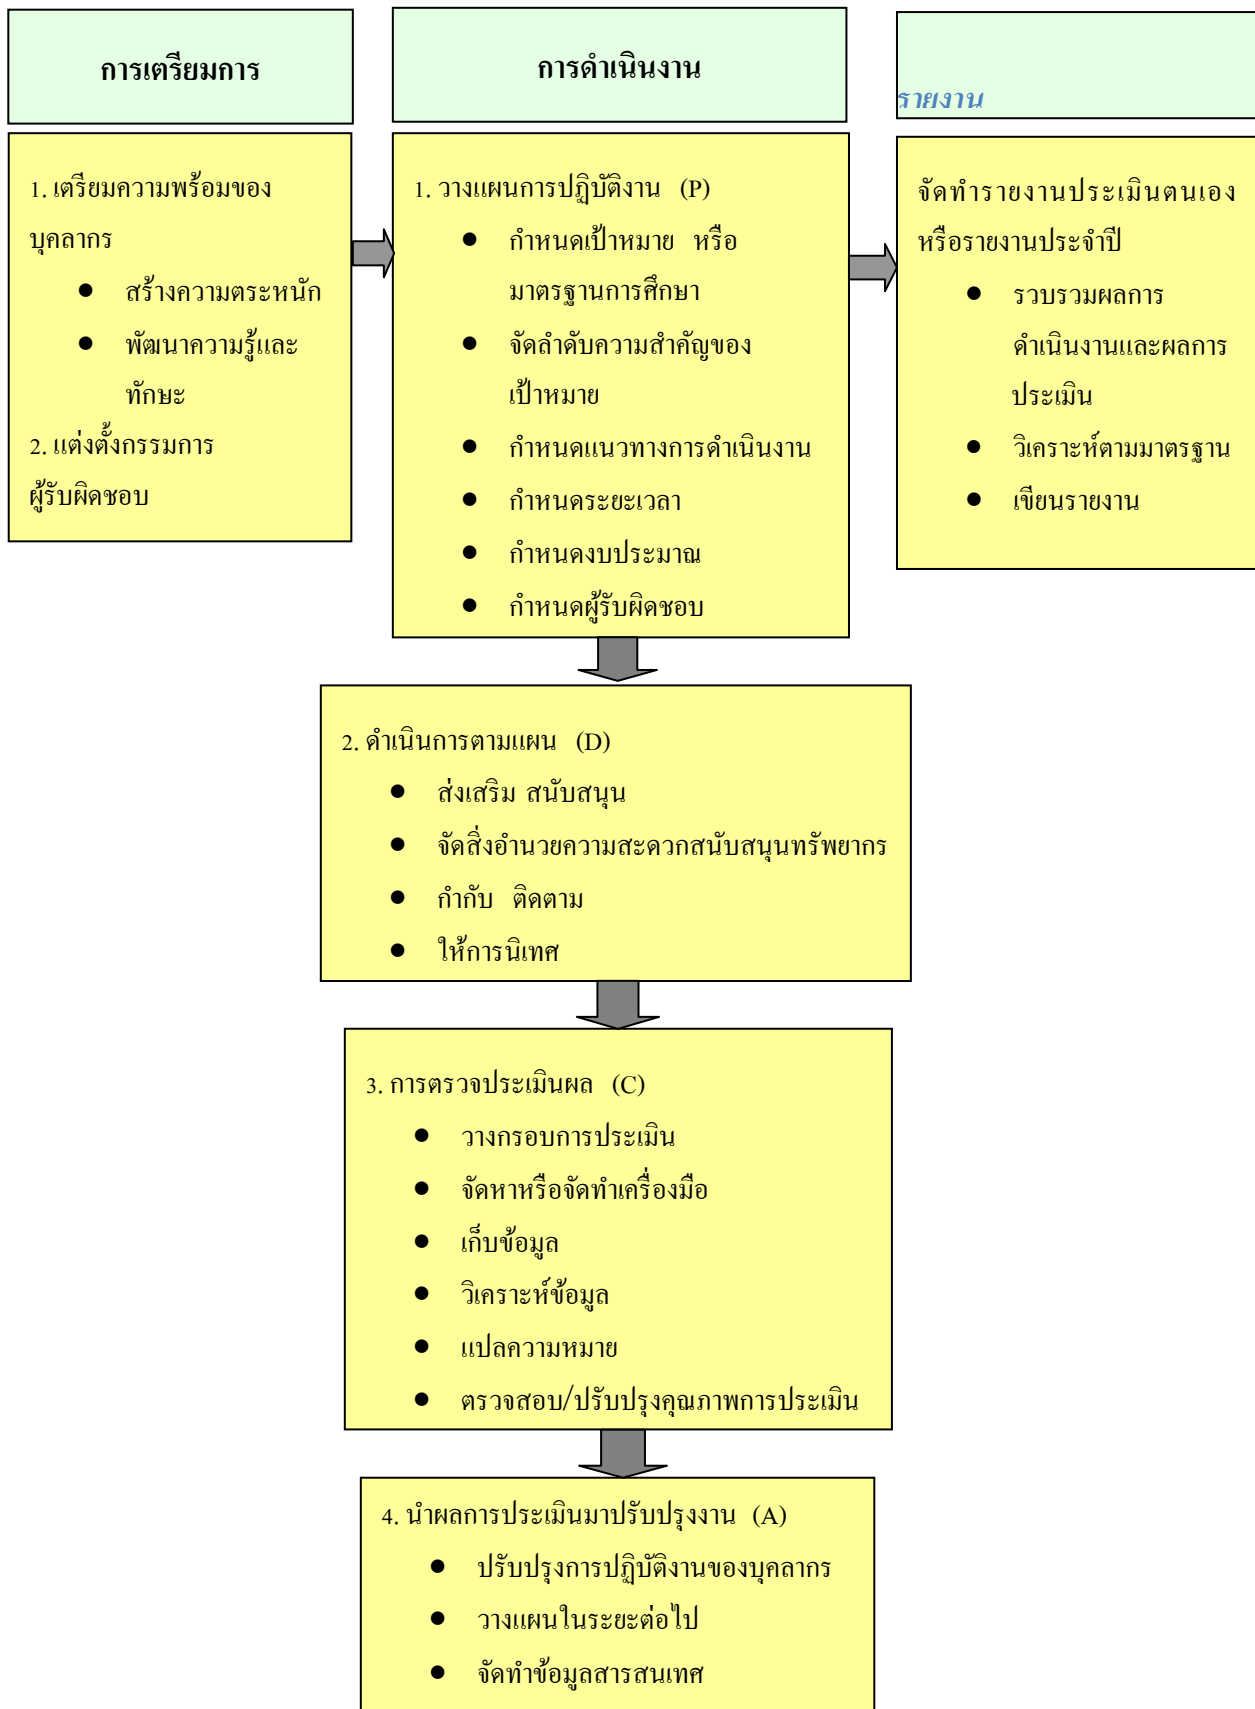 การเตรียมการ
การดำเนินงาน
รายงาน
1. เตรียมความพร้อมของ
บุคลากร
● สร้างความตระหนัก
● พัฒนาความรู้และ
ทักษะ
2. แต่งตั้งกรรมการ
ผู้รับผิดชอบ
1. วางแผนการปฏิบัติงาน (P)
● กำหนดเป้าหมาย หรือ
มาตรฐานการศึกษา
● จัดลำดับความสำคัญของ
เป้าหมาย
● กำหนดแนวทางการดำเนินงาน
● กำหนดระยะเวลา
● กำหนดงบประมาณ
● กำหนดผู้รับผิดชอบ
จัดทำรายงานประเมินตนเอง
หรือรายงานประจำปี
● รวบรวมผลการ
ดำเนินงานและผลการ
ประเมิน
● วิเคราะห์ตามมาตรฐาน
● เขียนรายงาน
2. ดำเนินการตามแผน (D)
● ส่งเสริม สนับสนุน
● จัดสิ่งอำนวยความสะดวกสนับสนุนทรัพยากร
● กำกับ ติดตาม
● ให้การนิเทศ
3. การตรวจประเมินผล (C)
● วางกรอบการประเมิน
● จัดหาหรือจัดทำเครื่องมือ
● เก็บข้อมูล
● วิเคราะห์ข้อมูล
● แปลความหมาย
● ตรวจสอบ/ปรับปรุงคุณภาพการประเมิน
4. นำผลการประเมินมาปรับปรุงงาน (A)
● ปรับปรุงการปฏิบัติงานของบุคลากร
● วางแผนในระยะต่อไป
● จัดทำข้อมูลสารสนเทศ